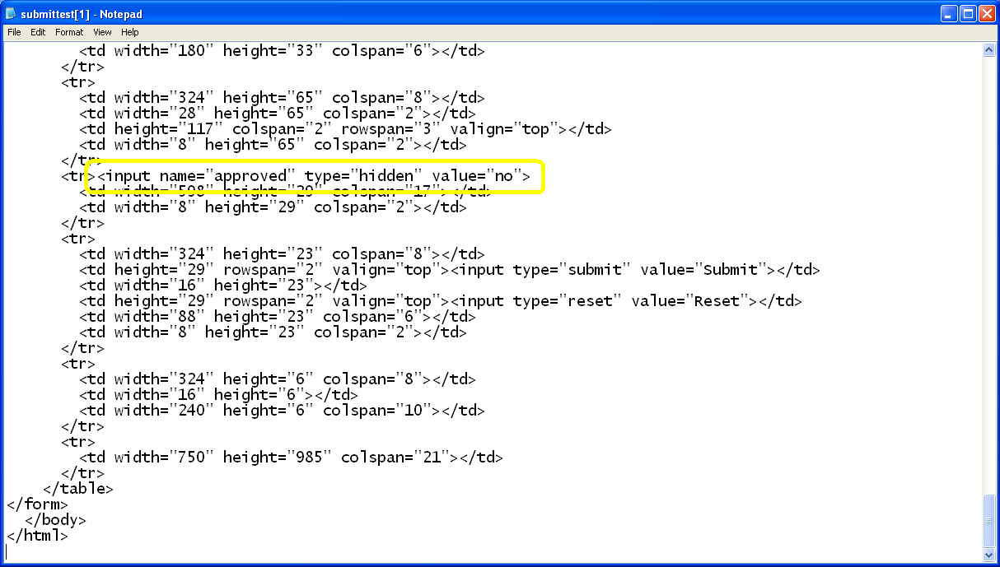 submittest[1] - Notepad
File Edit Format View Help
<td width="180" height="33" colspan="6"></td>
</tr>
<tr>
<td width="324" height="65" colspan="8"></td>
<td width="28" height="65" colspan="2"></td>
<td height="117" colspan="2" rowspan="3" valign="top"></td>
<td width="8" height="65" colspan="2"></td>
</tr>
<tr><input name="approved" type="hidden" value="no">
<td width="598" height="29" colspan="17"></td>
<td width="8" height="29" colspan="2"></td>
</tr>
<tr>
<td width="324" height="23" colspan="8"></td>
<td height="29" rowspan="2" valign="top"><input type="submit" value="Submit"></td>
<td width="16" height="23"></td>
<td height="29" rowspan="2" valign="top"><input type="reset" value="Reset"></td>
<td width="88" height="23" colspan="6"></td>
<td width="8" height="23" colspan="2"></td>
</tr>
<tr>
<td width="324" height="6" colspan="8"></td>
<td width="16" height="6"></td>
<td width="240" height="6" colspan="10"></td>
</tr>
<tr>
<td width="750" height="985" colspan="21"></td>
</tr>
</table>
</form>
</body>
</html>